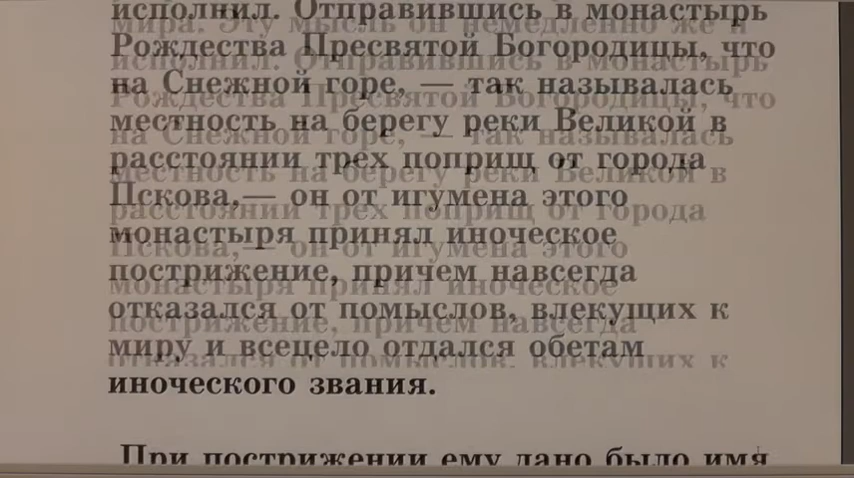 исполнил. Отправившись в монастырь
Рождества Пресвятой Богородицы, что
на Снежной горе, — так называлась
местность на берегу реки Великой в
расстоянии трех поприщ от города
Пскова,— он от игумена этого
монастыря принял иноческое
пострижение, причем навсегда
отказался от помыслов, влекущих к
миру и всецело отдался обетам
иноческого звания.
При пострижении ему дано было имя